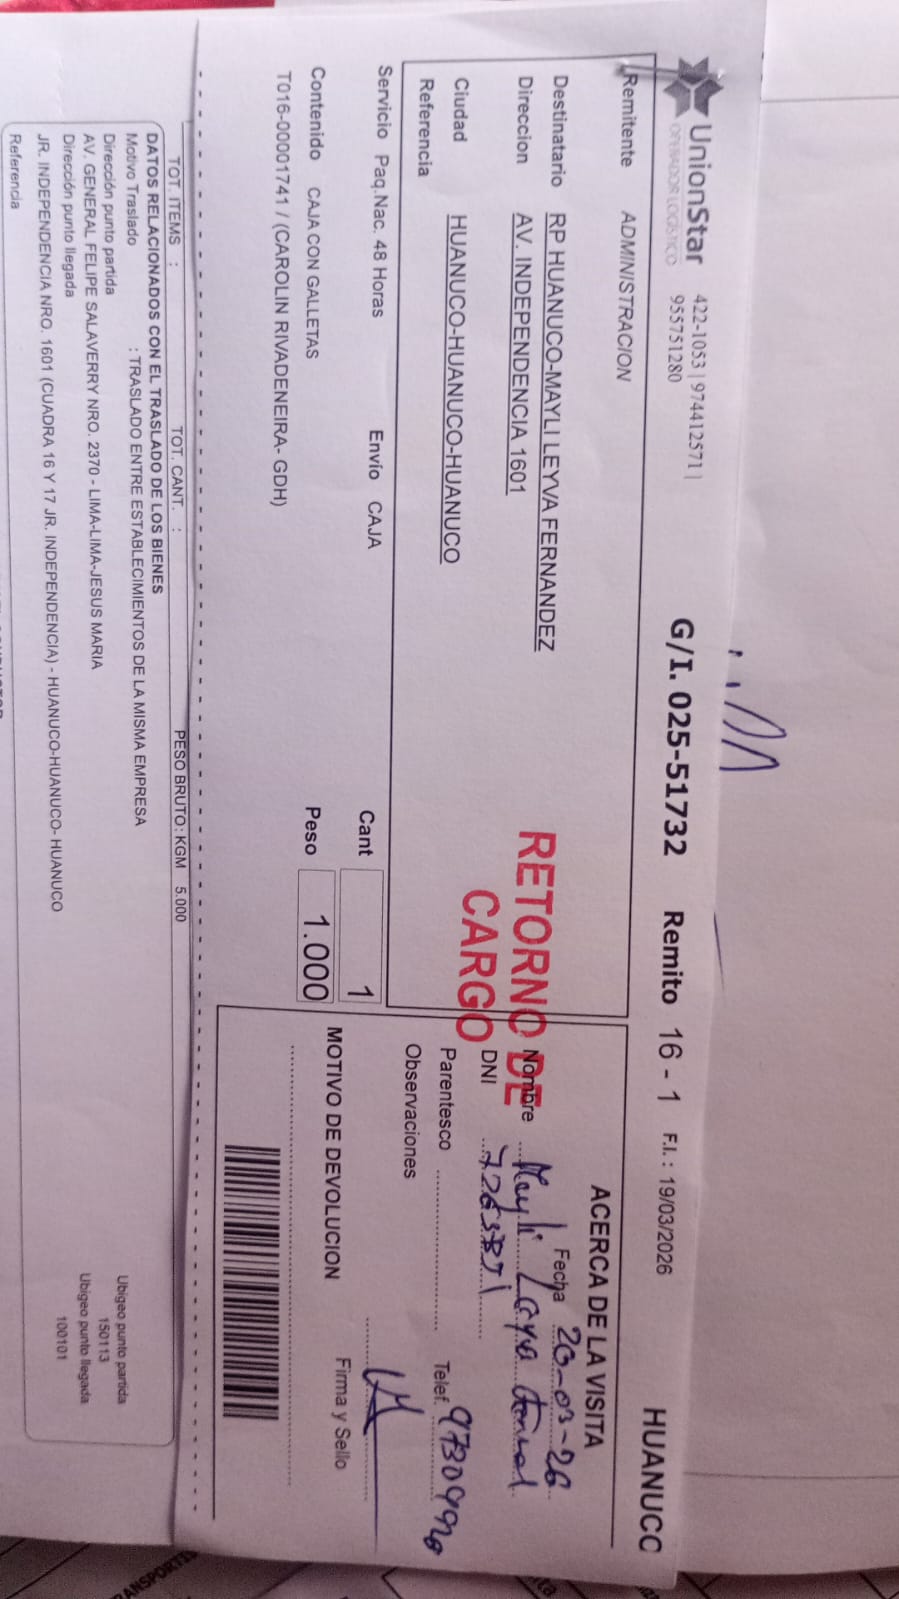 UnionStar
OPERADOR LOGISTICO
422-1053 | 974412571 |
955751280
G/I. 025-51732 Remito 16 - 1 F.I.: 19/03/2026 HUANUCC
Remitente ADMINISTRACION
Destinatario RP HUANUCO-MAYLI LEYVA FERNANDEZ
Direccion AV. INDEPENDENCIA 1601
Ciudad HUANUCO-HUANUCO-HUANUCO
Referencia
RETORNO DE
CARGO
Servicio Paq.Nac. 48 Horas Envío CAJA Cant 1
Contenido CAJA CON GALLETAS Peso 1.000
T016-00001741 / (CAROLIN RIVADENEIRA- GDH)
ACERCA DE LA VISITA
Fecha 20-03-26
Nombre Mayli
DNI
Parentesco Telef.
Observaciones
Firma y Sello
MOTIVO DE DEVOLUCION
TOT. ITEMS : TOT. CANT. : PESO BRUTO: KGM 5.000
DATOS RELACIONADOS CON EL TRASLADO DE LOS BIENES
Motivo Traslado : TRASLADO ENTRE ESTABLECIMIENTOS DE LA MISMA EMPRESA
Dirección punto partida Ubigeo punto partida
AV. GENERAL FELIPE SALAVERRY NRO. 2370 - LIMA-LIMA-JESUS MARIA 150113
Dirección punto llegada Ubigeo punto llegada
JR. INDEPENDENCIA NRO. 1601 (CUADRA 16 Y 17 JR. INDEPENDENCIA) - HUANUCO-HUANUCO- HUANUCO 100101
Referencia